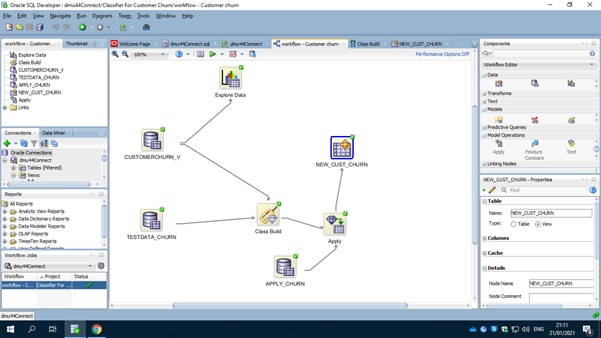 Oracle SQL Developer: dmu44Connect/Classifier For Customer Churn/workflow - Customer churn
File Edit View Navigate Run Diagram Team Tools Window Help
workflow - Customer... Thumbnail
Explore Data
Class Build
CUSTOMERCHURN_V
TESTDATA_CHURN
APPLY_CHURN
NEW_CUST_CHURN
Apply
Links
Connections Data Miner
Oracle Connections
dmu44Connect
Tables (Filtered)
Views
Reports
All Reports
Analytic View Reports
Data Dictionary Reports
Data Modeler Reports
OLAP Reports
TimesTen Reports
Workflow Jobs
dmu44Connect
Workflow Project Status
workflow - C... Classifier For ...
dmu44Connect
Welcome Page dmu44Connect.sql dmu44Connect workflow - Customer churn Class Build NEW_CUST_CHURN
100% Performance Options Off
Explore Data
CUSTOMERCHURN_V
NEW_CUST_CHURN
TESTDATA_CHURN
Class Build
Apply
APPLY_CHURN
Components
Workflow Editor
Data
Transforms
Text
Models
Predictive Queries
Model Operations
Apply Feature Compare Test
Linking Nodes
NEW_CUST_CHURN - Properties
Find
Table
Name: NEW_CUST_CHURN
Type: Table View
Columns
Cache
Details
Node Name NEW_CUST_CHURN
Node Comment
ENG
21:11
21/01/2021